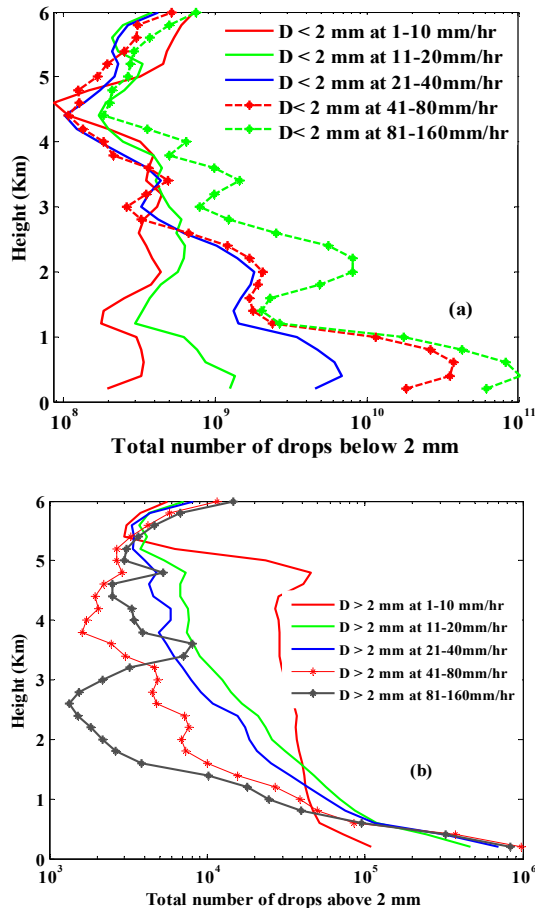 D < 2 mm at 1-10 mm/hr
D < 2 mm at 11-20mm/hr
D < 2 mm at 21-40mm/hr
D< 2 mm at 41-80mm/hr
D< 2 mm at 81-160mm/hr
6
5
4
3
2
1
0
Height (Km)
(a)
10^8
10^9
10^10
10^11
Total number of drops below 2 mm
6
5
4
3
2
1
0
Height (Km)
D > 2 mm at 1-10 mm/hr
D > 2 mm at 11-20mm/hr
D > 2 mm at 21-40mm/hr
D > 2 mm at 41-80mm/hr
D > 2 mm at 81-160mm/hr
(b)
10^3
10^4
10^5
10^6
Total number of drops above 2 mm